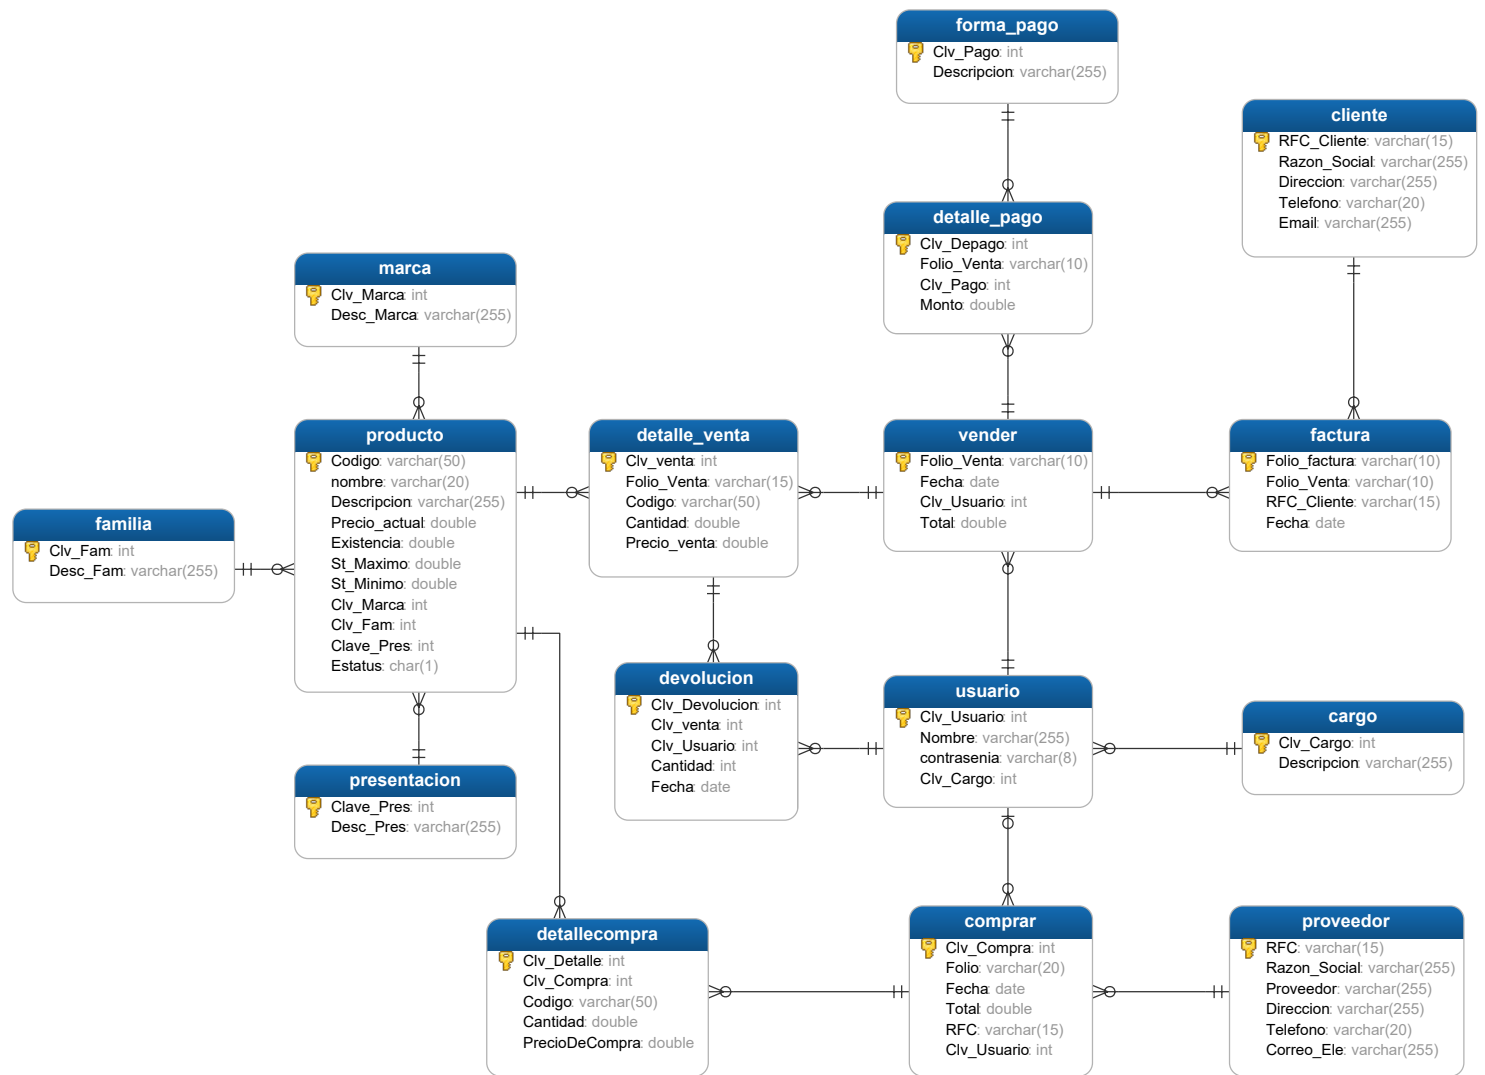 forma_pago
Clv_Pago: int
Descripcion: varchar(255)
cliente
RFC_Cliente: varchar(15)
Razon_Social: varchar(255)
Direccion: varchar(255)
Telefono: varchar(20)
Email: varchar(255)
detalle_pago
Clv_Depago: int
Folio_Venta: varchar(10)
Clv_Pago: int
Monto: double
marca
Clv_Marca: int
Desc_Marca: varchar(255)
producto
Codigo: varchar(50)
nombre: varchar(20)
Descripcion: varchar(255)
Precio_actual: double
Existencia: double
St_Maximo: double
St_Minimo: double
Clv_Marca: int
Clv_Fam: int
Clave_Pres: int
Estatus: char(1)
detalle_venta
Clv_venta: int
Folio_Venta: varchar(15)
Codigo: varchar(50)
Cantidad: double
Precio_venta: double
vender
Folio_Venta: varchar(10)
Fecha: date
Clv_Usuario: int
Total: double
factura
Folio_factura: varchar(10)
Folio_Venta: varchar(10)
RFC_Cliente: varchar(15)
Fecha: date
familia
Clv_Fam: int
Desc_Fam: varchar(255)
devolucion
Clv_Devolucion: int
Clv_venta: int
Clv_Usuario: int
Cantidad: int
Fecha: date
usuario
Clv_Usuario: int
Nombre: varchar(255)
contrasenia: varchar(8)
Clv_Cargo: int
cargo
Clv_Cargo: int
Descripcion: varchar(255)
presentacion
Clave_Pres: int
Desc_Pres: varchar(255)
detallecompra
Clv_Detalle: int
Clv_Compra: int
Codigo: varchar(50)
Cantidad: double
PrecioDeCompra: double
comprar
Clv_Compra: int
Folio: varchar(20)
Fecha: date
Total: double
RFC: varchar(15)
Clv_Usuario: int
proveedor
RFC: varchar(15)
Razon_Social: varchar(255)
Proveedor: varchar(255)
Direccion: varchar(255)
Telefono: varchar(20)
Correo_Ele: varchar(255)